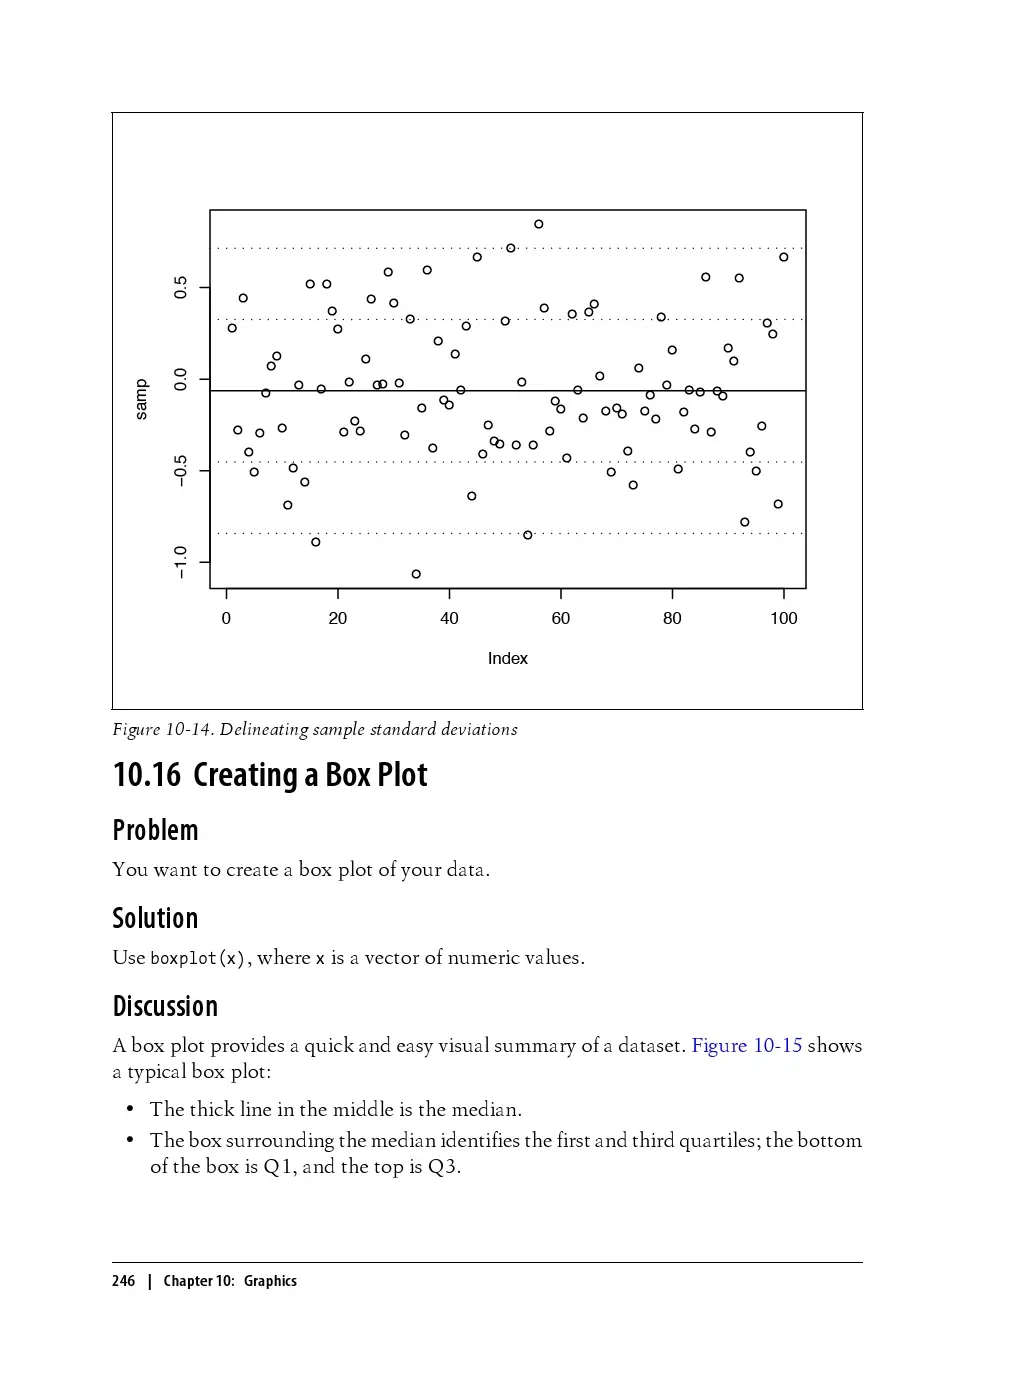 0.5
0.0
−0.5
−1.0
samp
0 20 40 60 80 100
Index
Figure 10-14. Delineating sample standard deviations
10.16 Creating a Box Plot
Problem
You want to create a box plot of your data.
Solution
Use boxplot(x), where x is a vector of numeric values.
Discussion
A box plot provides a quick and easy visual summary of a dataset. Figure 10-15 shows
a typical box plot:
• The thick line in the middle is the median.
• The box surrounding the median identifies the first and third quartiles; the bottom
of the box is Q1, and the top is Q3.
246 | Chapter 10: Graphics